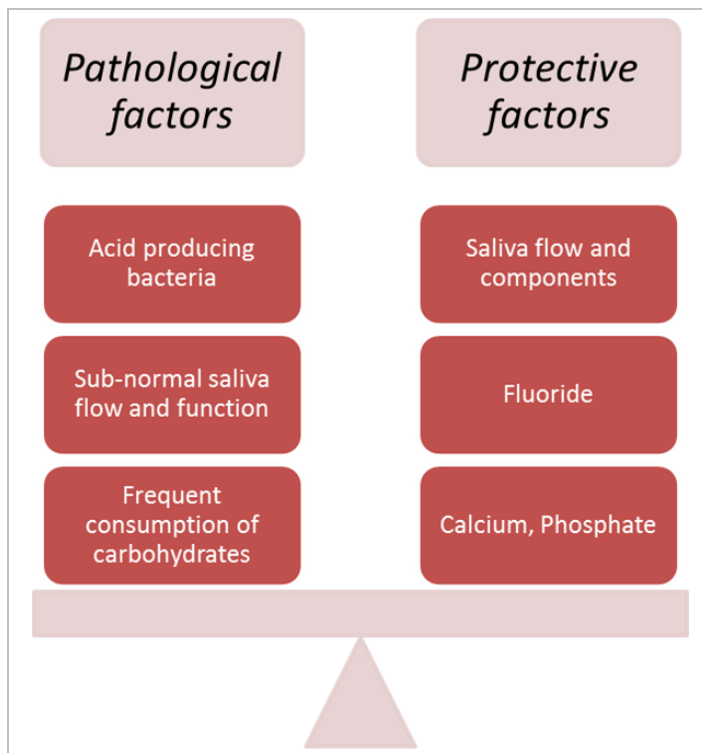 Pathological
factors
Protective
factors
Acid producing
bacteria
Saliva flow and
components
Sub-normal saliva
flow and function
Fluoride
Frequent
consumption of
carbohydrates
Calcium, Phosphate